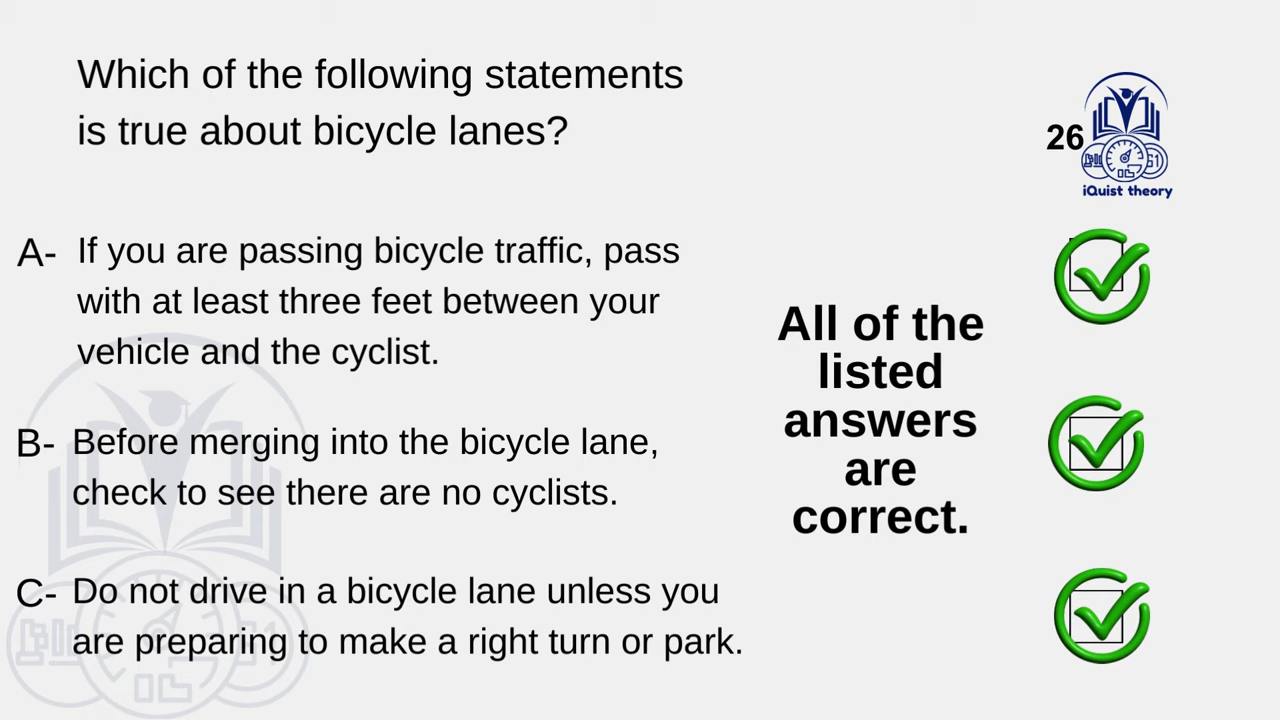 Which of the following statements
is true about bicycle lanes?
26
iQuist theory
A- If you are passing bicycle traffic, pass
with at least three feet between your
vehicle and the cyclist.
B- Before merging into the bicycle lane,
check to see there are no cyclists.
C- Do not drive in a bicycle lane unless you
are preparing to make a right turn or park.
All of the
listed
answers
are
correct.